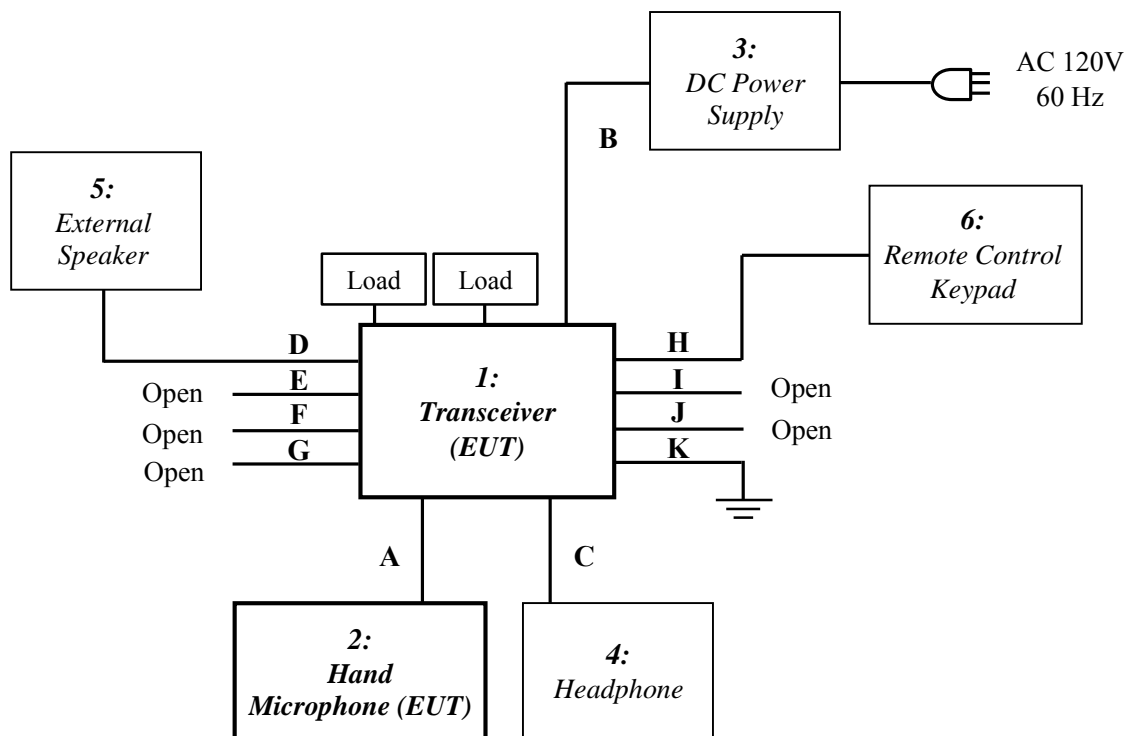 3:
DC Power
Supply
AC 120V
60 Hz
B
5:
External
Speaker
6:
Remote Control
Keypad
Load
Load
D
H
Open
E
1:
Transceiver
(EUT)
I
Open
Open
F
J
Open
Open
G
K
A
C
2:
Hand
Microphone (EUT)
4:
Headphone